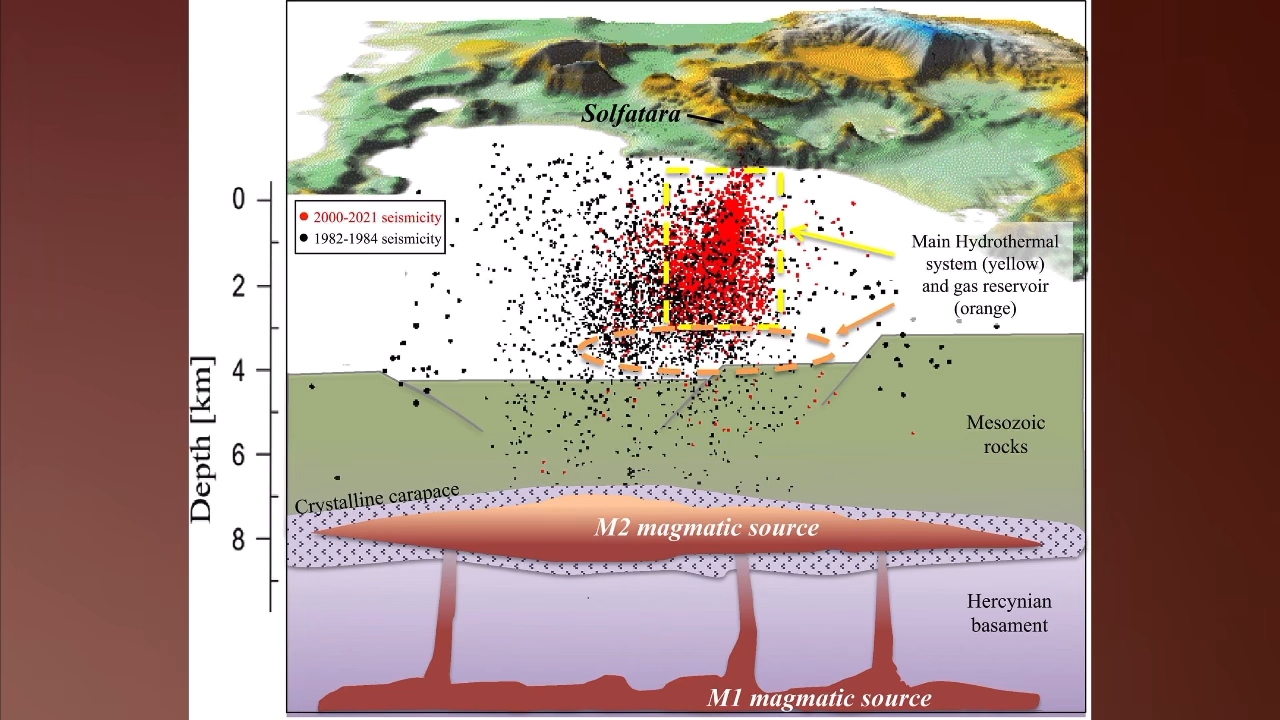 Solfatara
0
2
4
6
8
Depth [km]
2000-2021 seismicity
1982-1984 seismicity
Main Hydrothermal
system (yellow)
and gas reservoir
(orange)
Mesozoic
rocks
Crystalline carapace
M2 magmatic source
Hercynian
basament
M1 magmatic source